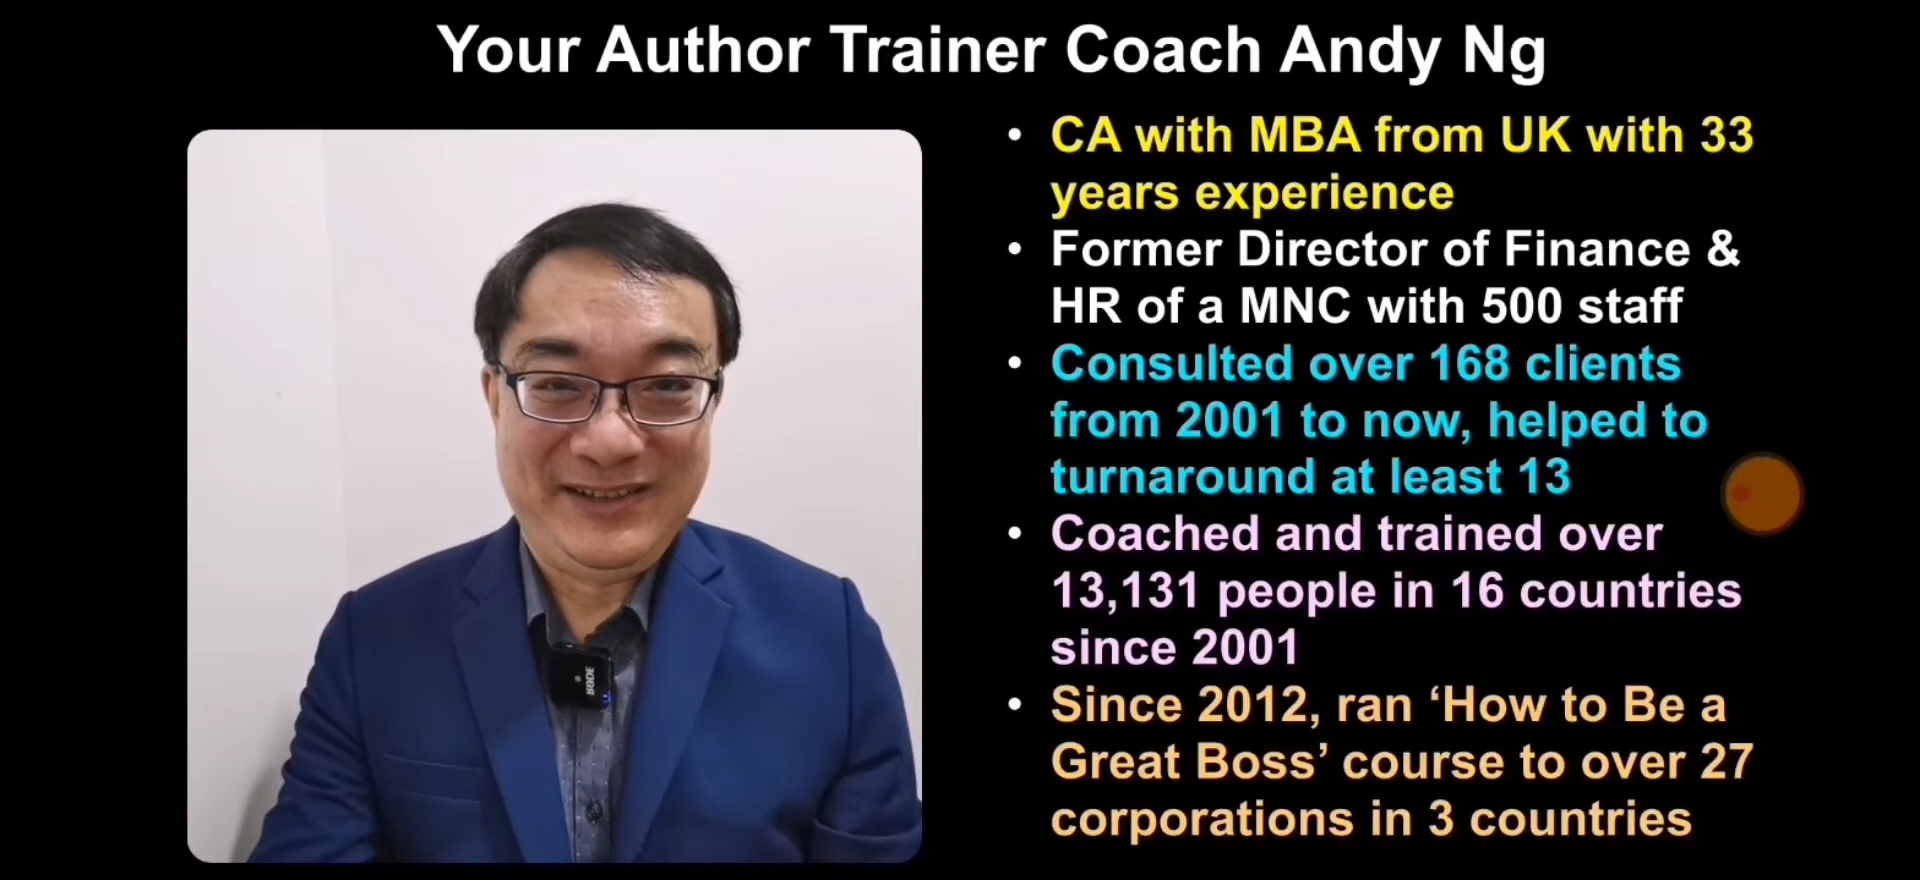 Your Author Trainer Coach Andy Ng
• CA with MBA from UK with 33
years experience
• Former Director of Finance &
HR of a MNC with 500 staff
• Consulted over 168 clients
from 2001 to now, helped to
turnaround at least 13
• Coached and trained over
13,131 people in 16 countries
since 2001
• Since 2012, ran ‘How to Be a
Great Boss’ course to over 27
corporations in 3 countries
RODE